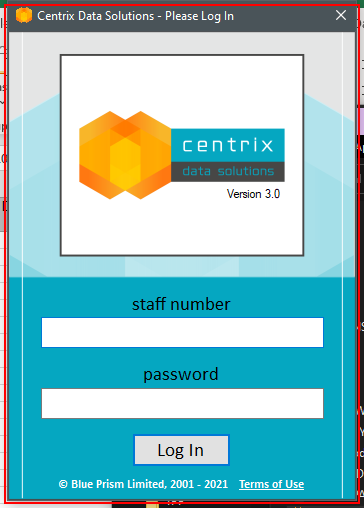 Centrix Data Solutions - Please Log In
centrix
data solutions
Version 3.0
staff number
password
Log In
© Blue Prism Limited, 2001 - 2021 Terms of Use